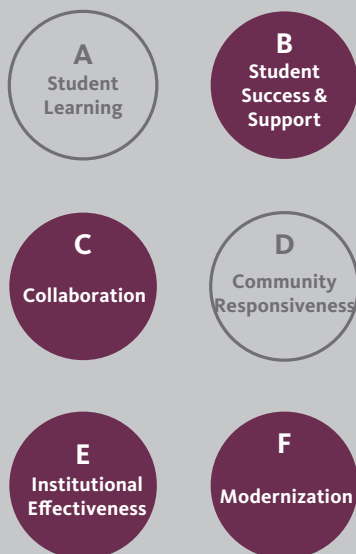 A
Student
Learning
B
Student
Success &
Support
C
Collaboration
D
Community
Responsiveness
E
Institutional
Effectiveness
F
Modernization